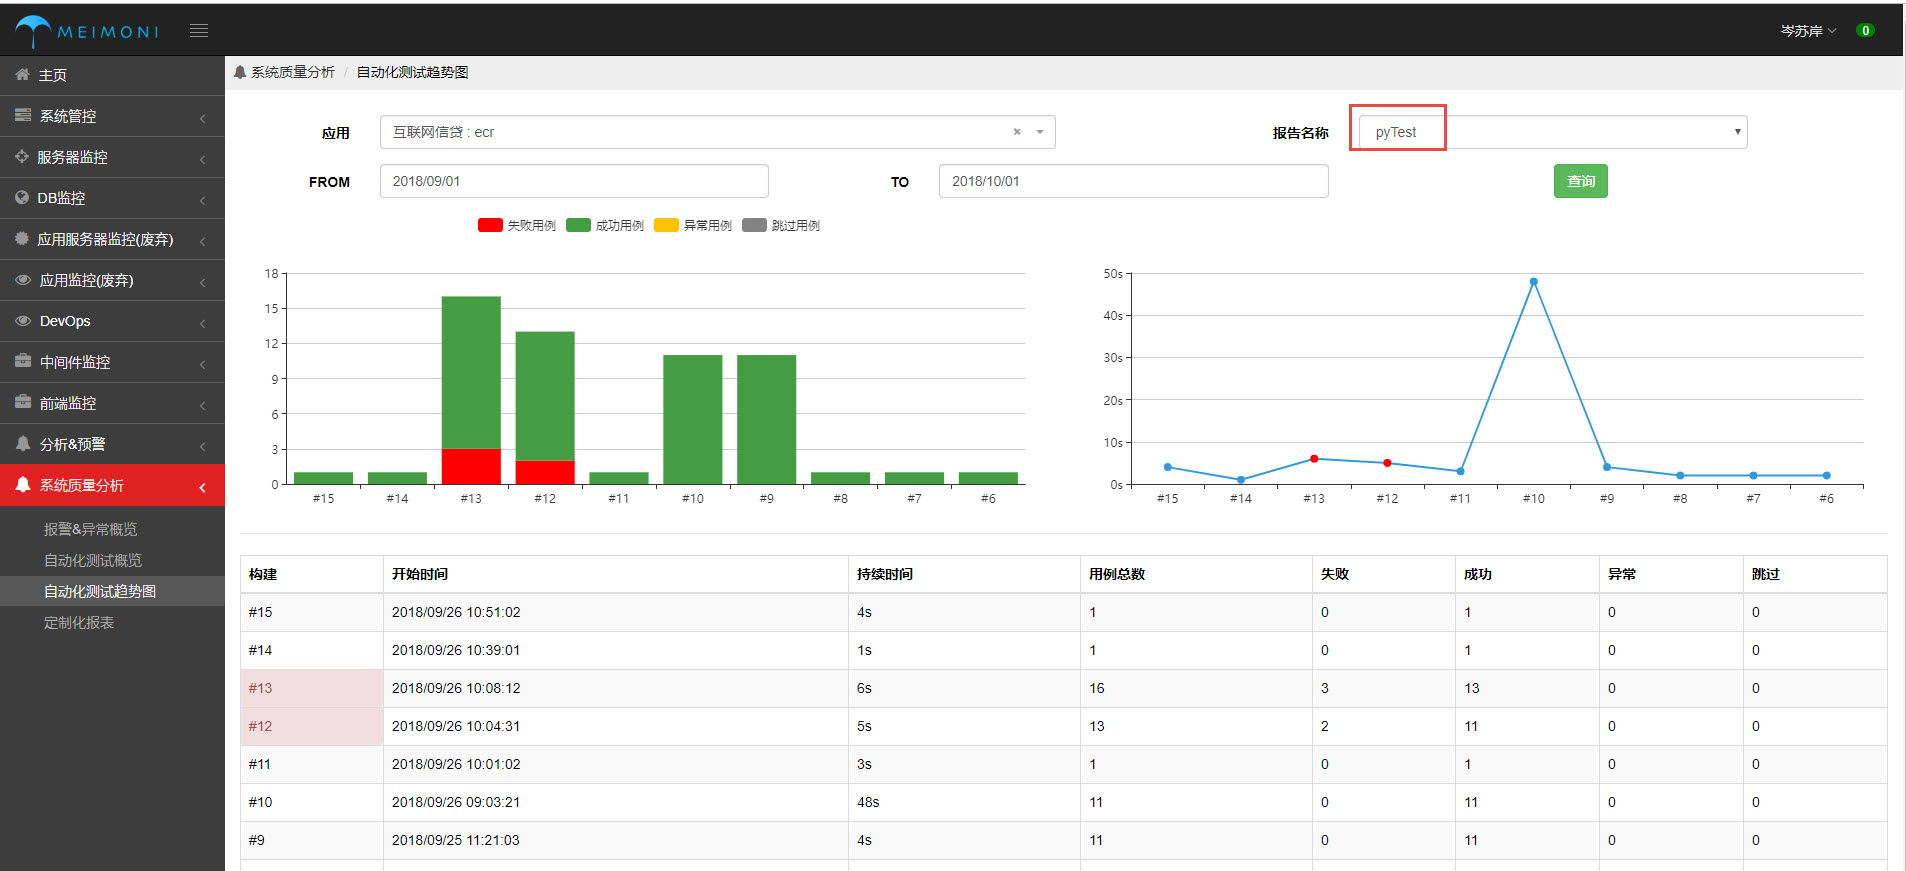 MEIMONI
岑苏岸
0
主页
系统管控
服务器监控
DB监控
应用服务器监控(废弃)
应用监控(废弃)
DevOps
中间件监控
前端监控
分析&预警
系统质量分析
报警&异常概览
自动化测试概览
自动化测试趋势图
定制化报表
系统质量分析 / 自动化测试趋势图
应用 互联网信贷 : ecr × 报告名称 pyTest
FROM 2018/09/01 TO 2018/10/01 查询
失败用例 成功用例 异常用例 跳过用例
18
15
12
9
6
3
0
#15 #14 #13 #12 #11 #10 #9 #8 #7 #6
50s
40s
30s
20s
10s
0s
#15 #14 #13 #12 #11 #10 #9 #8 #7 #6
构建 开始时间 持续时间 用例总数 失败 成功 异常 跳过
#15 2018/09/26 10:51:02 4s 1 0 1 0 0
#14 2018/09/26 10:39:01 1s 1 0 1 0 0
#13 2018/09/26 10:08:12 6s 16 3 13 0 0
#12 2018/09/26 10:04:31 5s 13 2 11 0 0
#11 2018/09/26 10:01:02 3s 1 0 1 0 0
#10 2018/09/26 09:03:21 48s 11 0 11 0 0
#9 2018/09/25 11:21:03 4s 11 0 11 0 0